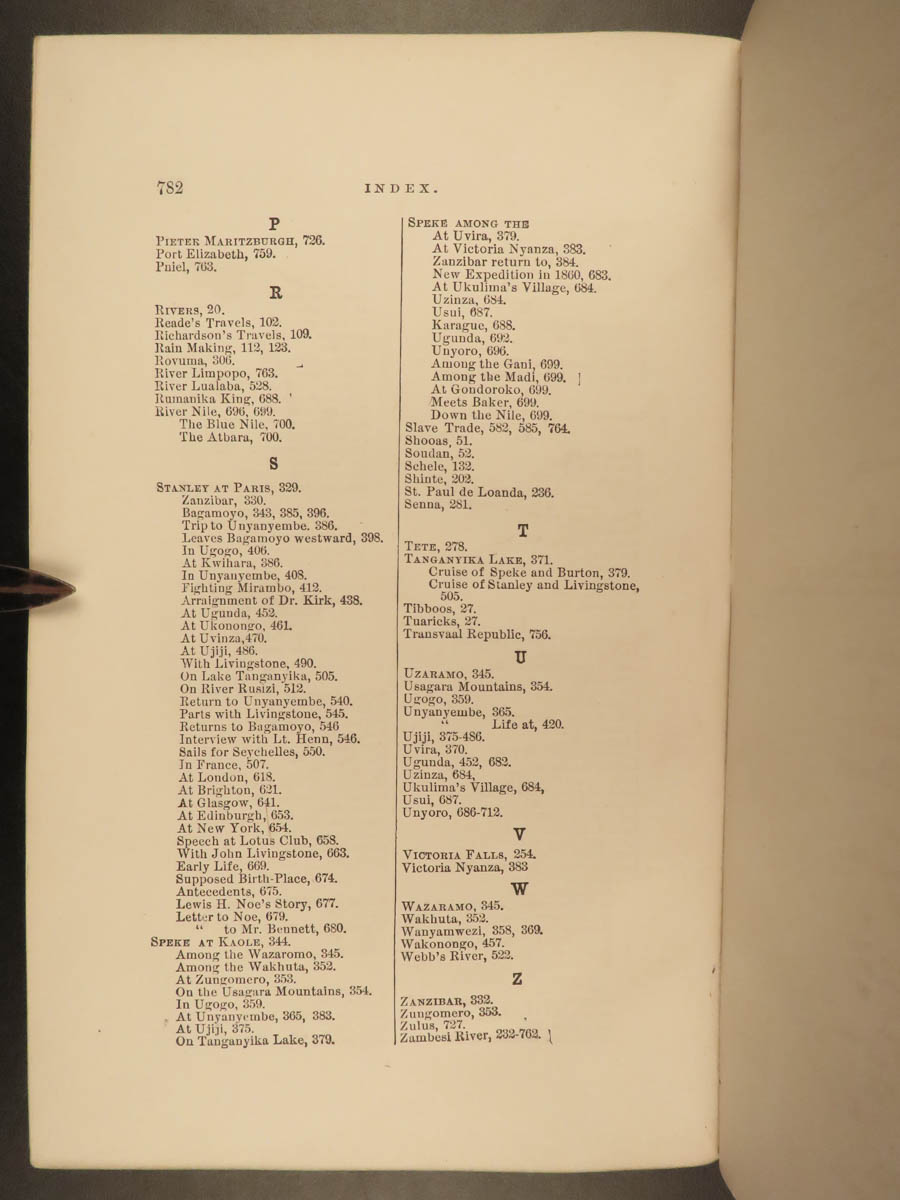 782
INDEX.
P
PIETER MARITZBURGH, 726.
Port Elizabeth, 759.
Pniel, 763.
R
RIVERS, 20.
Reade's Travels, 102.
Richardson's Travels, 109.
Rain Making, 112, 123.
Rovuma, 306.
River Limpopo, 763.
River Lualaba, 528.
Rumanika King, 688.
River Nile, 696, 699.
The Blue Nile, 700.
The Atbara, 700.
S
STANLEY AT PARIS, 329.
Zanzibar, 330.
Bagamoyo, 343, 385, 396.
Trip to Unyanyembe. 386.
Leaves Bagamoyo westward, 398.
In Ugogo, 406.
At Kwihara, 386.
In Unyanyembe, 408.
Fighting Mirambo, 412.
Arraignment of Dr. Kirk, 438.
At Ugunda, 452.
At Ukonongo, 461.
At Uvinza,470.
At Ujiji, 486.
With Livingstone, 490.
On Lake Tanganyika, 505.
On River Rusizi, 512.
Return to Unyanyembe, 540.
Parts with Livingstone, 545.
Returns to Bagamoyo, 546
Interview with Lt. Henn, 546.
Sails for Seychelles, 550.
In France, 507.
At London, 618.
At Brighton, 621.
At Glasgow, 641.
At Edinburgh, 653.
At New York, 654.
Speech at Lotus Club, 658.
With John Livingstone, 663.
Early Life, 669.
Supposed Birth-Place, 674.
Antecedents, 675.
Lewis H. Noe's Story, 677.
Letter to Noe, 679.
“ to Mr. Bennett, 680.
SPEKE AT KAOLE, 344.
Among the Wazaromo, 345.
Among the Wakhuta, 352.
At Zungomero, 353.
On the Usagara Mountains, 354.
In Ugogo, 359.
At Unyanyembe, 365, 383.
At Ujiji, 375.
On Tanganyika Lake, 379.
SPEKE AMONG THE
At Uvira, 379.
At Victoria Nyanza, 383.
Zanzibar return to, 384.
New Expedition in 1860, 683.
At Ukulima's Village, 684.
Uzinza, 684.
Usui, 687.
Karague, 688.
Ugunda, 692.
Unyoro, 696.
Among the Gani, 699.
Among the Madi, 699.
At Gondoroko, 699.
Meets Baker, 699.
Down the Nile, 699.
Slave Trade, 582, 585, 764.
Shooas, 51.
Soudan, 52.
Schele, 132.
Shinte, 202.
St. Paul de Loanda, 236.
Senna, 281.
T
TETE, 278.
TANGANYIKA LAKE, 371.
Cruise of Speke and Burton, 379.
Cruise of Stanley and Livingstone,
505.
Tibboos, 27.
Tuaricks, 27.
Transvaal Republic, 756.
U
UZARAMO, 345.
Usagara Mountains, 354.
Ugogo, 359.
Unyanyembe, 365.
“ Life at, 420.
Ujiji, 375-486.
Uvira, 370.
Ugunda, 452, 682.
Uzinza, 684,
Ukulima's Village, 684,
Usui, 687.
Unyoro, 686-712.
V
VICTORIA FALLS, 254.
Victoria Nyanza, 383
W
WAZARAMO, 345.
Wakhuta, 352.
Wanyamwezi, 358, 369.
Wakonongo, 457.
Webb's River, 522.
Z
ZANZIBAR, 332.
Zungomero, 353.
Zulus, 727.
Zambesi River, 232-762.